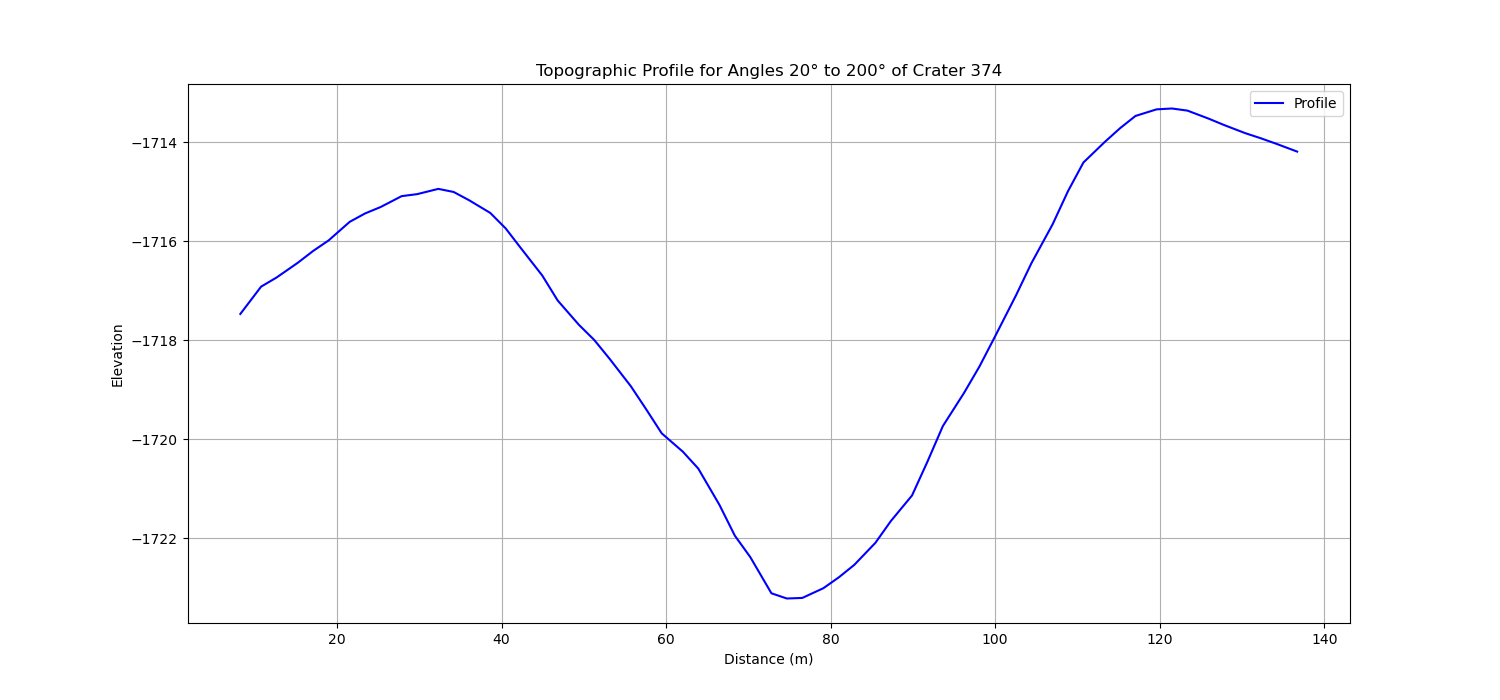 Topographic Profile for Angles 20° to 200° of Crater 374
Profile
−1714
−1716
−1718
−1720
−1722
Elevation
20 40 60 80 100 120 140
Distance (m)